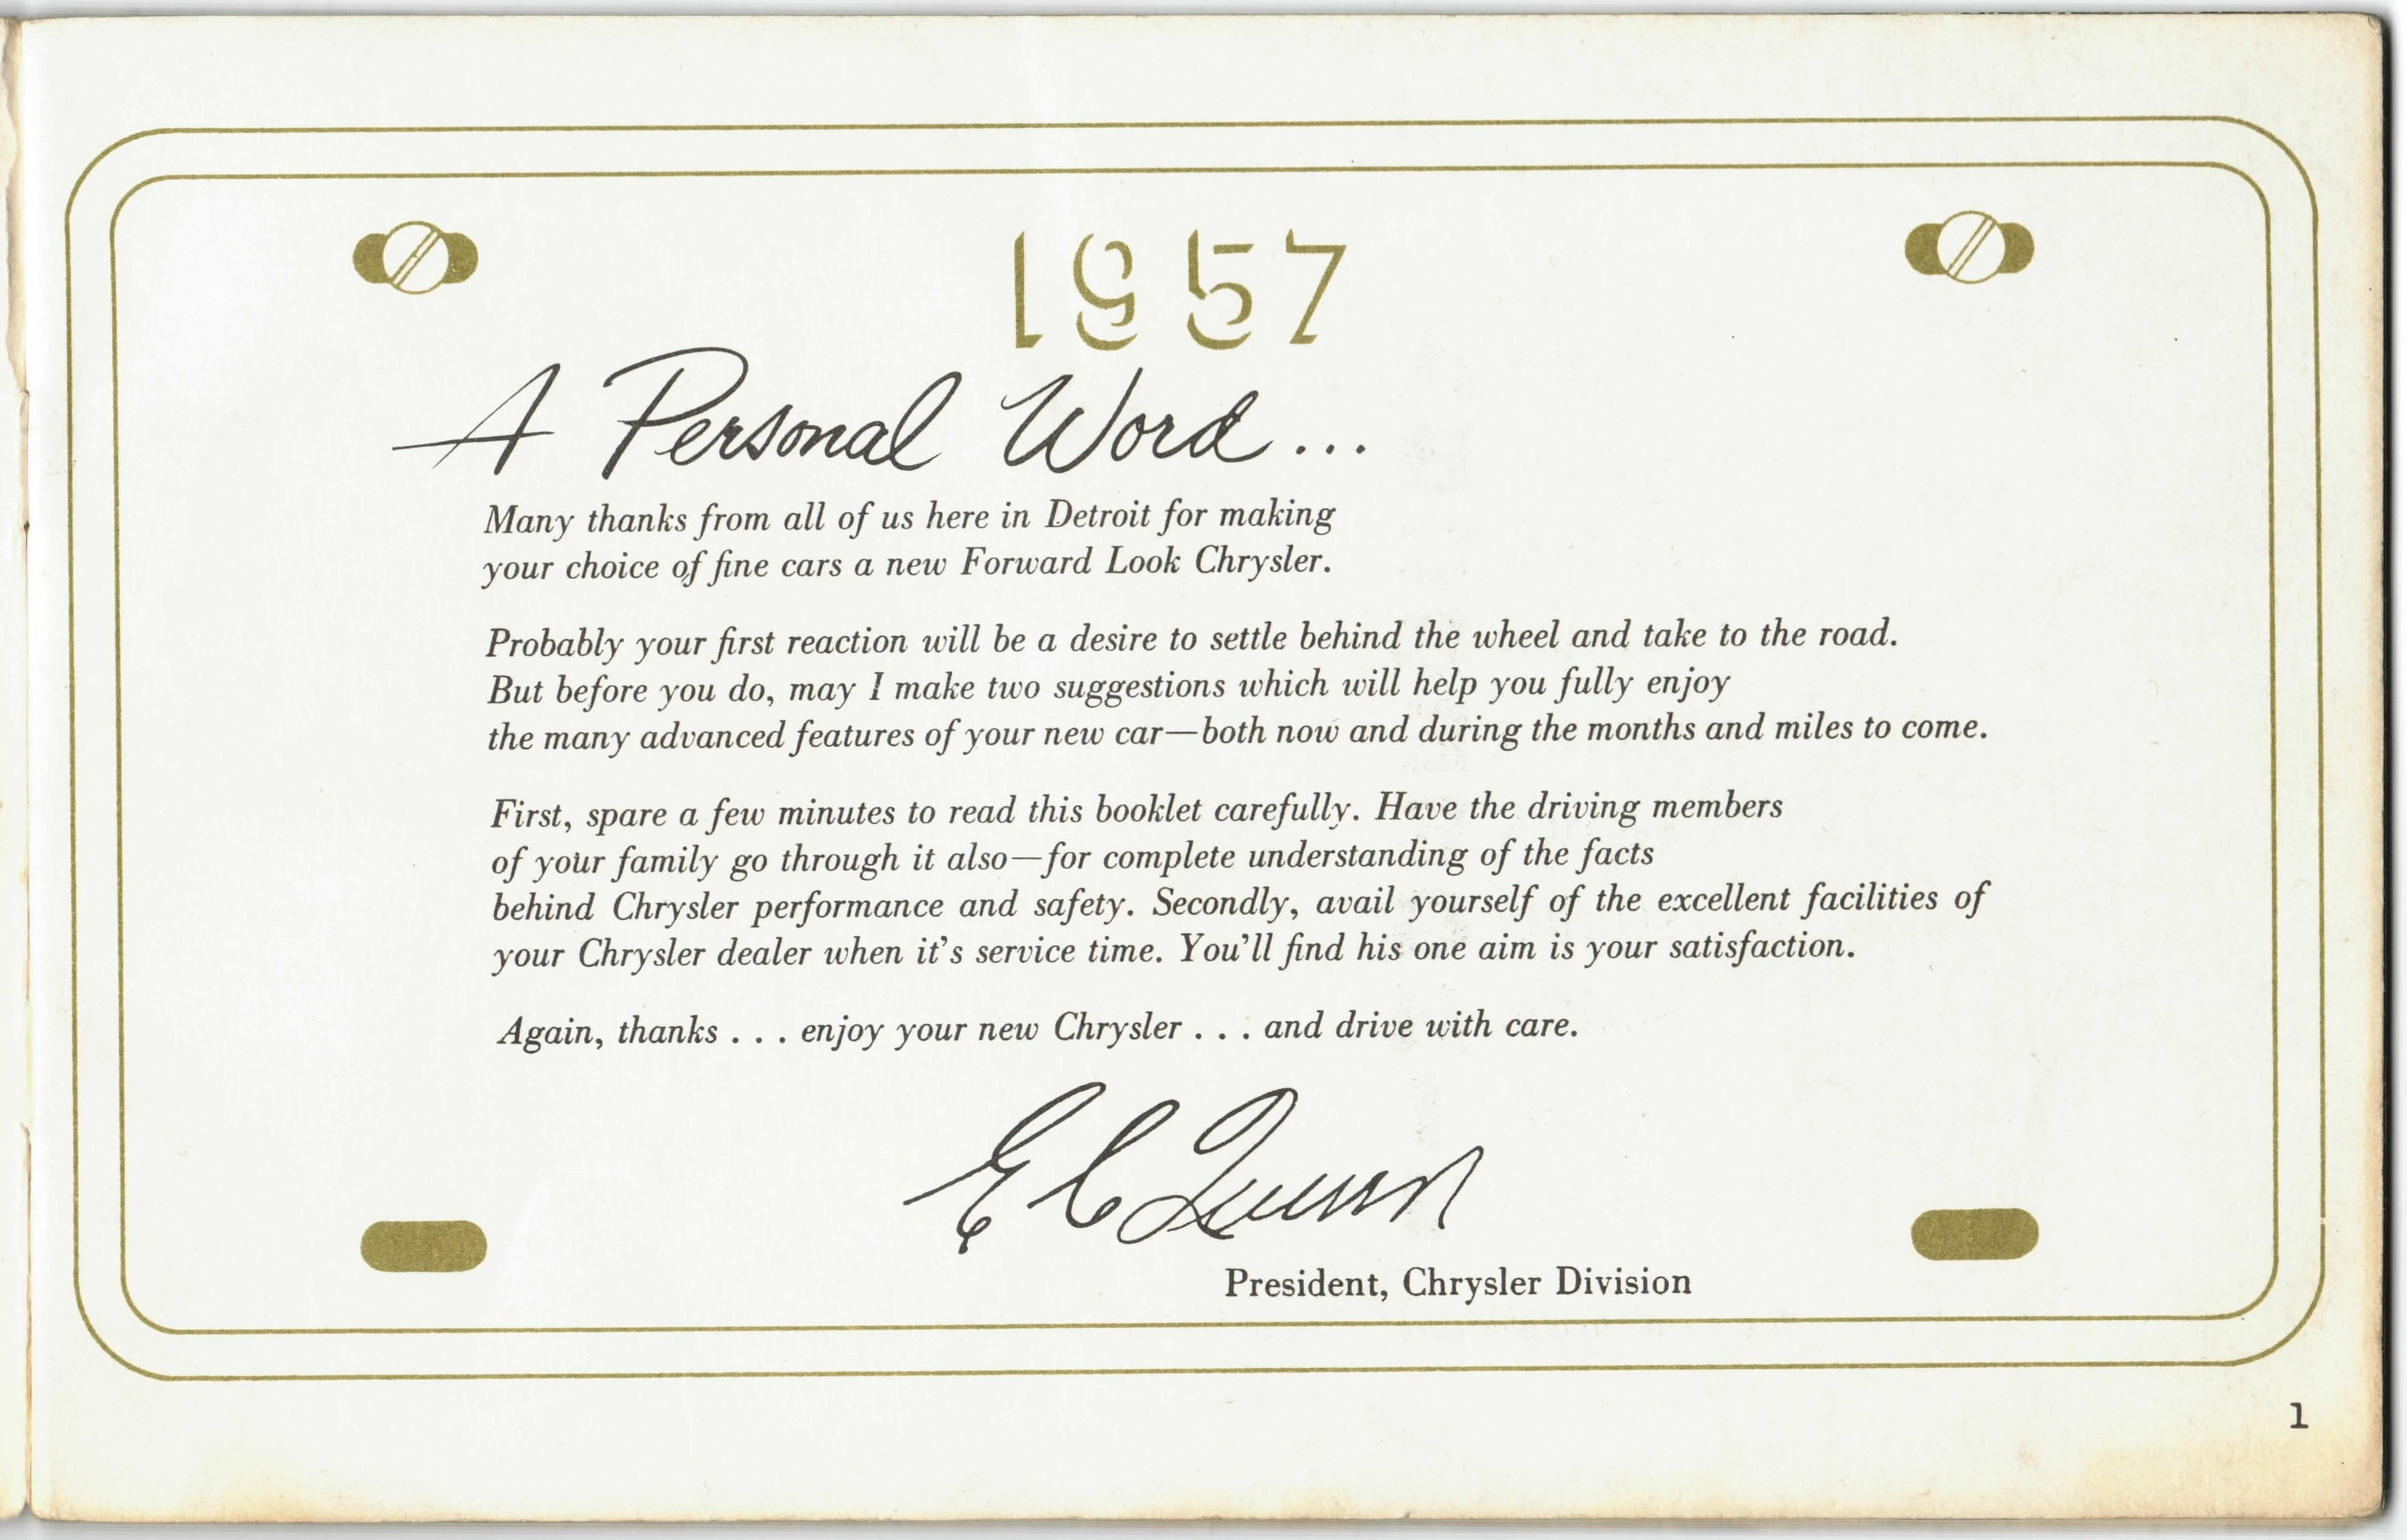 1957
A Personal Word...
Many thanks from all of us here in Detroit for making
your choice of fine cars a new Forward Look Chrysler.
Probably your first reaction will be a desire to settle behind the wheel and take to the road.
But before you do, may I make two suggestions which will help you fully enjoy
the many advanced features of your new car—both now and during the months and miles to come.
First, spare a few minutes to read this booklet carefully. Have the driving members
of your family go through it also—for complete understanding of the facts
behind Chrysler performance and safety. Secondly, avail yourself of the excellent facilities of
your Chrysler dealer when it's service time. You'll find his one aim is your satisfaction.
Again, thanks . . . enjoy your new Chrysler . . . and drive with care.
E C Quinn
President, Chrysler Division
1